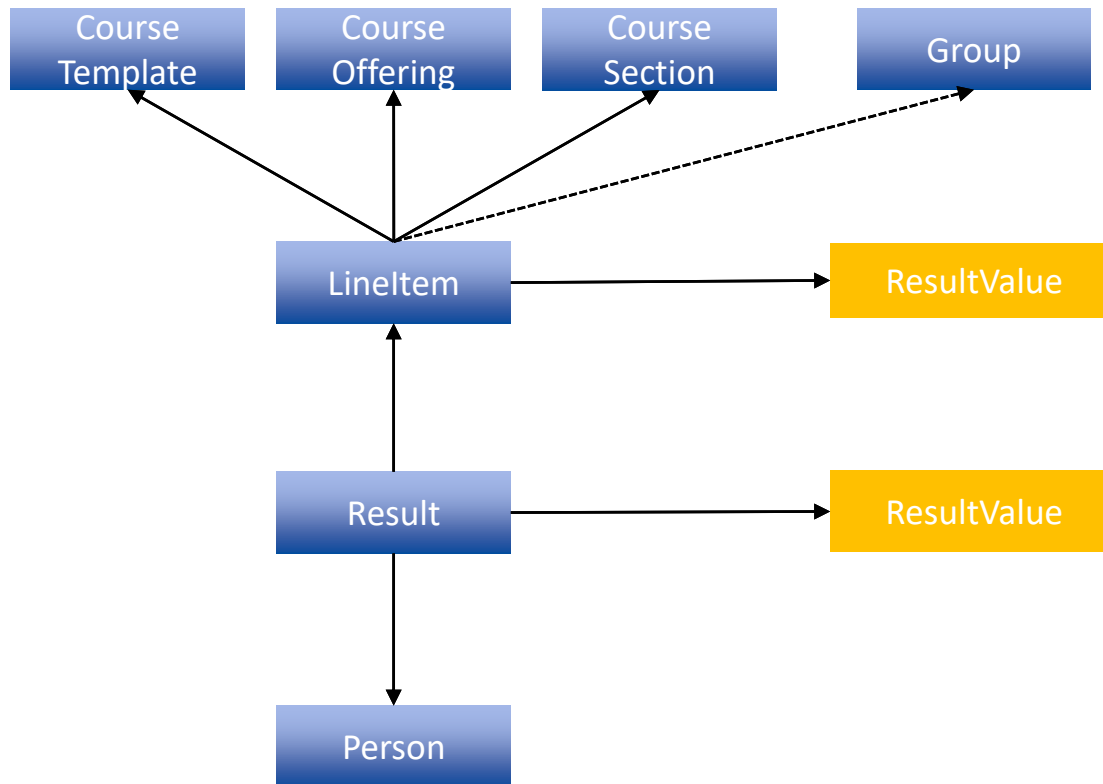 Course
Template
Course
Offering
Course
Section
Group
LineItem
ResultValue
Result
ResultValue
Person